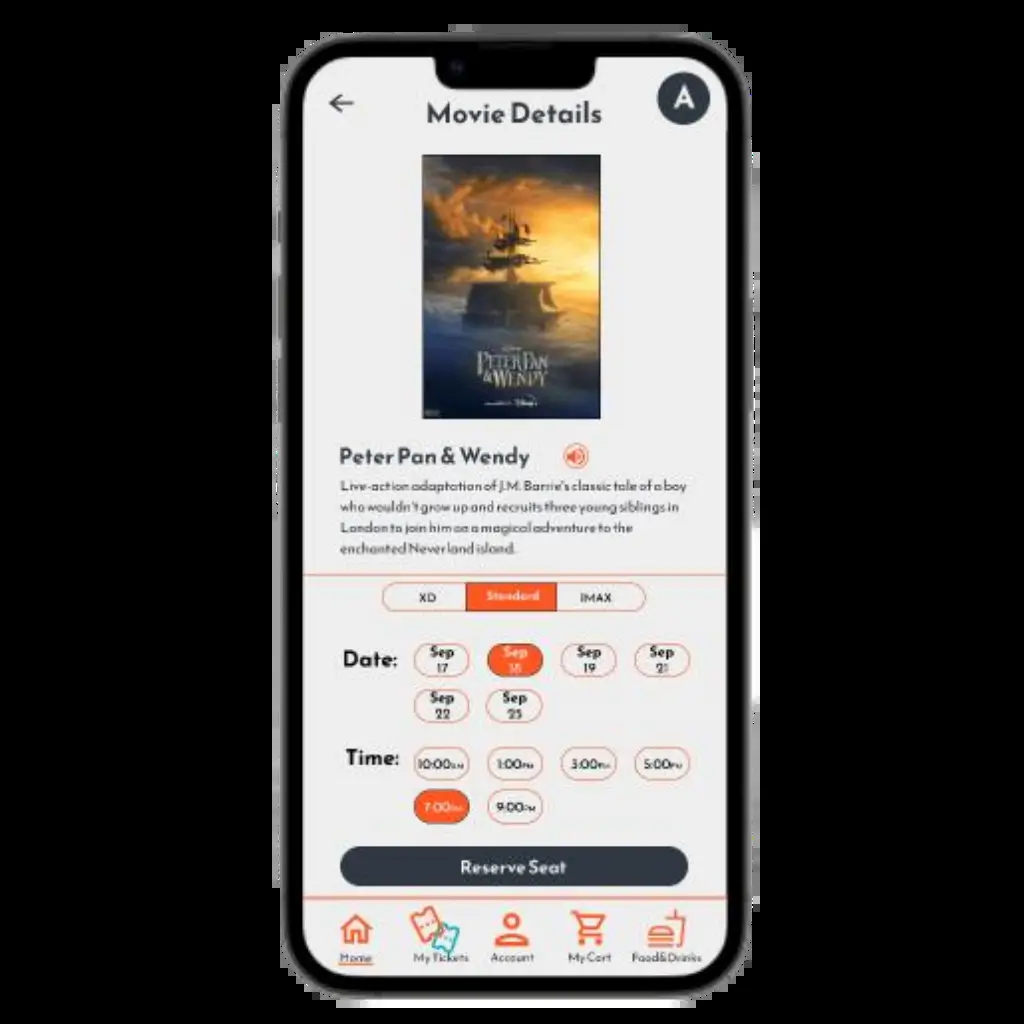 Movie Details
A
Disney
PETER PAN
& WENDY
Disney+
Peter Pan & Wendy
Live-action adaptation of J.M. Barrie's classic tale of a boy
who wouldn't grow up and recruits three young siblings in
London to join him on a magical adventure to the
enchanted Neverland island.
XD Standard IMAX
Date: Sep 17 Sep 18 Sep 19 Sep 21
Sep 22 Sep 23
Time: 10:00AM 1:00PM 3:00PM 5:00PM
7:00PM 9:00PM
Reserve Seat
Home My Tickets Account My Cart Food&Drinks